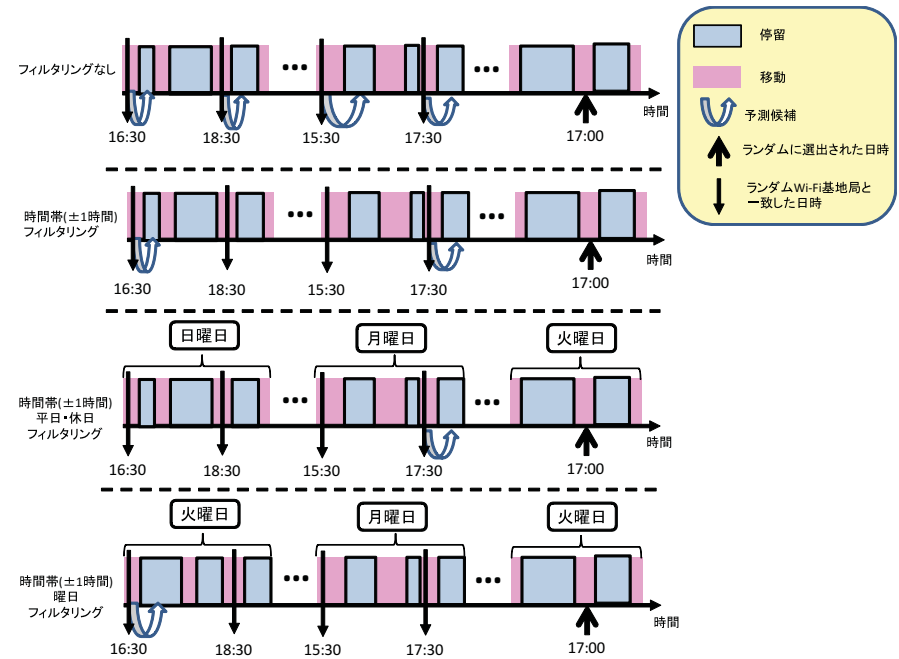 フィルタリングなし
16:30
18:30
15:30
17:30
17:00
時間
停留
移動
予測候補
ランダムに選出された日時
ランダムWi-Fi基地局と
一致した日時
時間帯(±1時間)
フィルタリング
16:30
18:30
15:30
17:30
17:00
時間
日曜日
月曜日
火曜日
時間帯(±1時間)
平日・休日
フィルタリング
16:30
18:30
15:30
17:30
17:00
時間
火曜日
月曜日
火曜日
時間帯(±1時間)
曜日
フィルタリング
16:30
18:30
15:30
17:30
17:00
時間